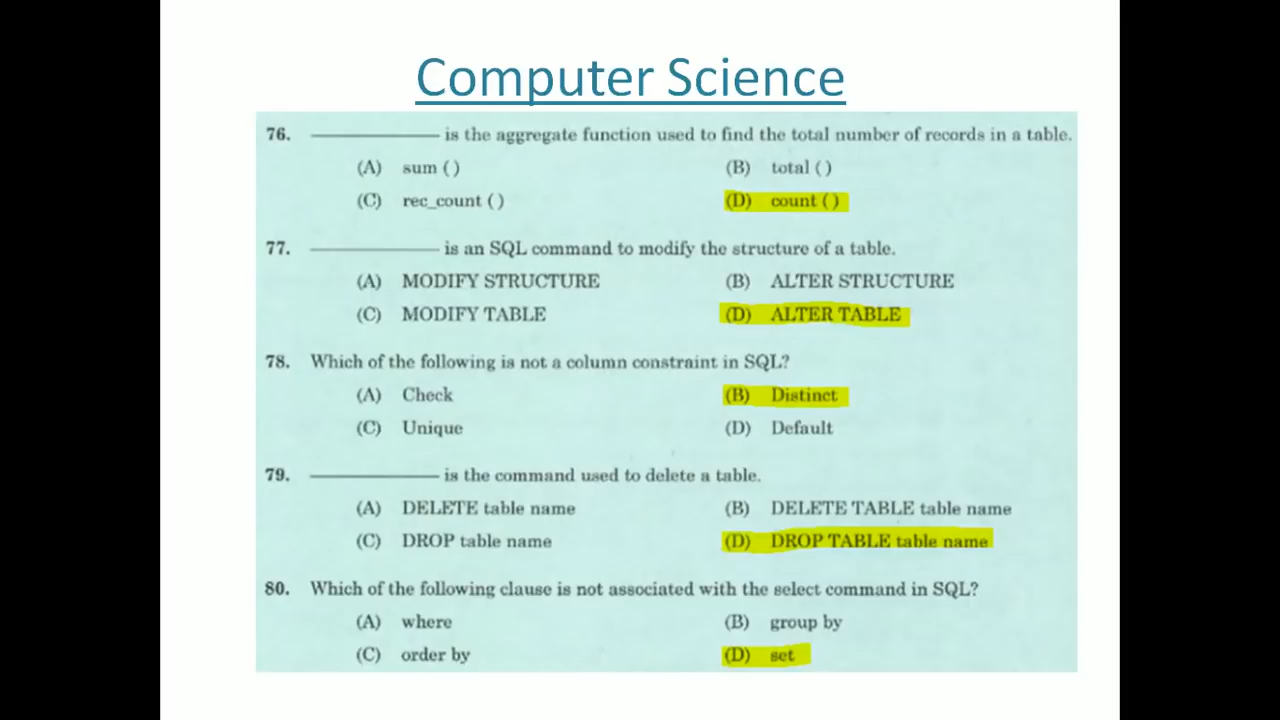 Computer Science
76. ________ is the aggregate function used to find the total number of records in a table.
(A) sum ( ) (B) total ( )
(C) rec_count ( ) (D) count ( )
77. ________ is an SQL command to modify the structure of a table.
(A) MODIFY STRUCTURE (B) ALTER STRUCTURE
(C) MODIFY TABLE (D) ALTER TABLE
78. Which of the following is not a column constraint in SQL?
(A) Check (B) Distinct
(C) Unique (D) Default
79. ________ is the command used to delete a table.
(A) DELETE table name (B) DELETE TABLE table name
(C) DROP table name (D) DROP TABLE table name
80. Which of the following clause is not associated with the select command in SQL?
(A) where (B) group by
(C) order by (D) set